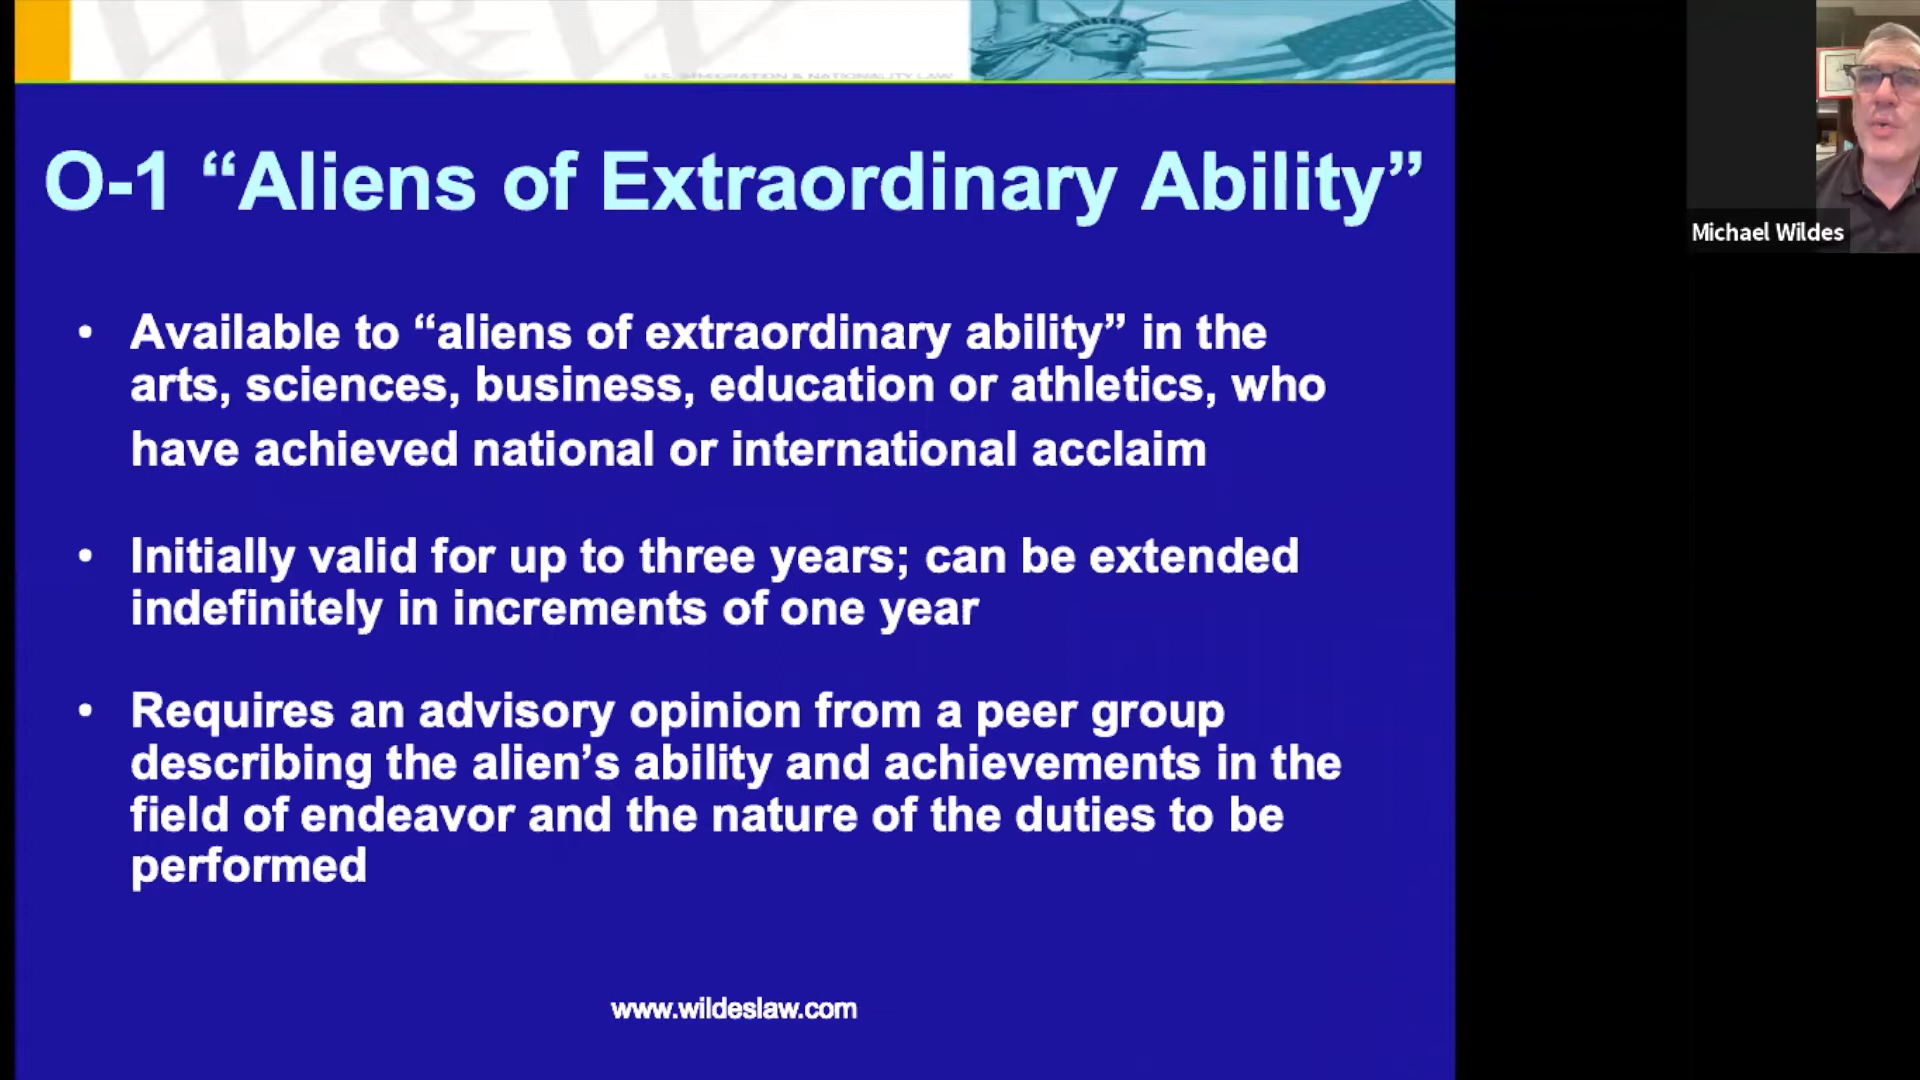 W&W
U.S. IMMIGRATION & NATIONALITY LAW
O-1 “Aliens of Extraordinary Ability”
• Available to “aliens of extraordinary ability” in the
arts, sciences, business, education or athletics, who
have achieved national or international acclaim
• Initially valid for up to three years; can be extended
indefinitely in increments of one year
• Requires an advisory opinion from a peer group
describing the alien’s ability and achievements in the
field of endeavor and the nature of the duties to be
performed
www.wildeslaw.com
Michael Wildes